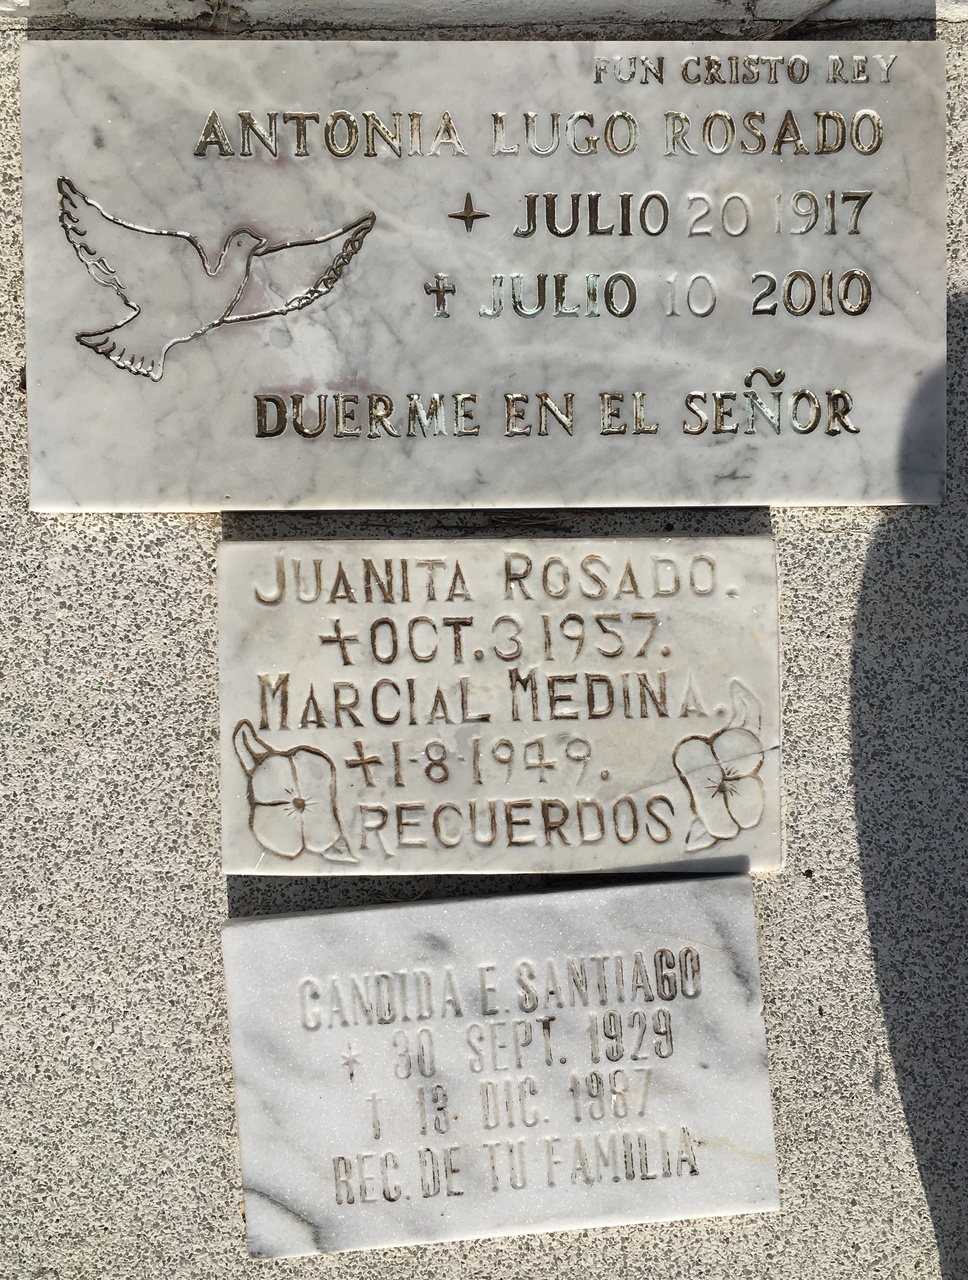 FUN CRISTO REY
ANTONIA LUGO ROSADO
✦ JULIO 20 1917
✝ JULIO 10 2010
DUERME EN EL SEÑOR
JUANITA ROSADO.
✝OCT.3 1957.
MARCIAL MEDINA.
✝1-8-1949.
RECUERDOS
CANDIDA E. SANTIAGO
* 30 SEPT. 1929
✝ 13 DIC. 1987
REC. DE TU FAMILIA